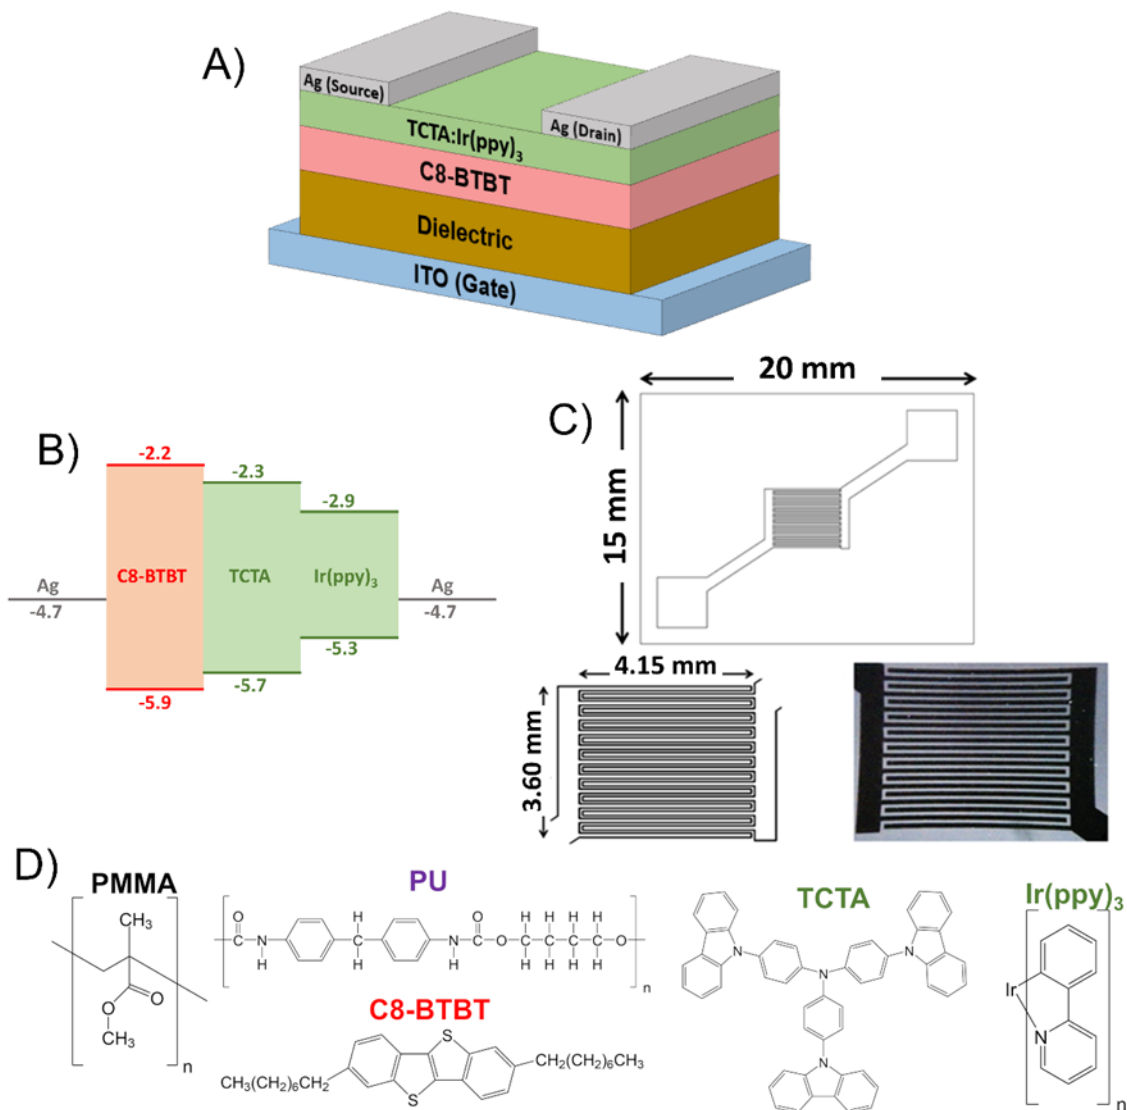 A)
Ag (Source)
Ag (Drain)
TCTA:Ir(ppy)3
C8-BTBT
Dielectric
ITO (Gate)
B)
-2.2
-2.3
-2.9
Ag
-4.7
C8-BTBT
TCTA
Ir(ppy)3
Ag
-4.7
-5.3
-5.7
-5.9
C)
20 mm
15 mm
4.15 mm
3.60 mm
D)
PMMA
CH3
O
O
CH3
n
PU
O H H O H H H H
C N C N C O C C C C O
H H H H H H H
n
C8-BTBT
S
CH2(CH2)6CH3
CH3(CH2)6CH2
S
TCTA
N
N
N
N
Ir(ppy)3
Ir
N
n